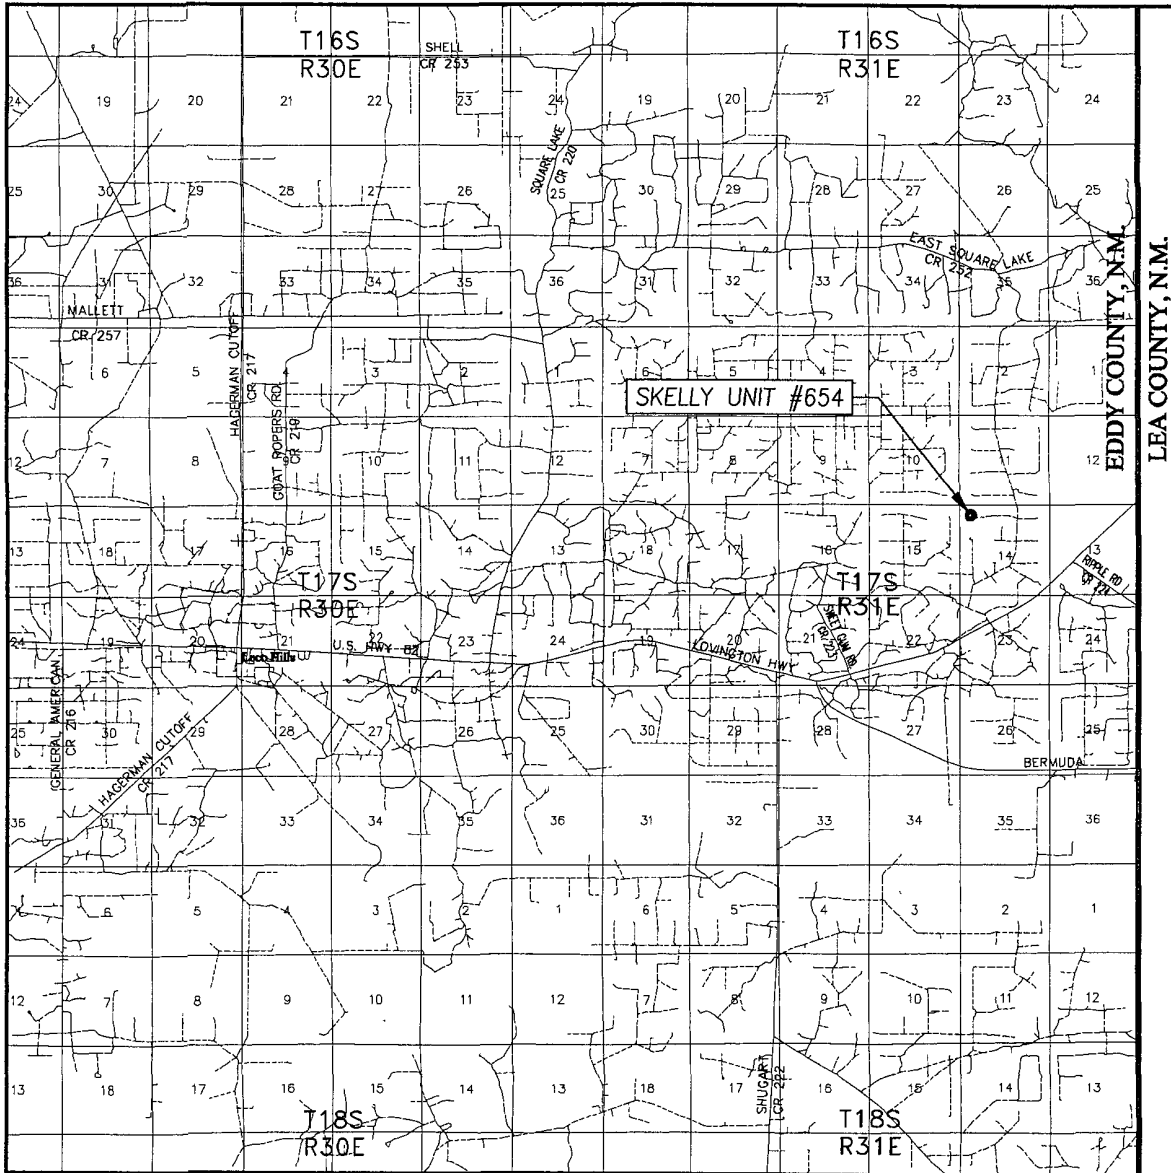 T16S
R30E
SHELL
CR 253
T16S
R31E
24 19 20 21 22 23 24 19 20 21 22 23 24
SQUARE LAKE
CR 220
25 30 29 28 27 26 25 30 29 28 27 26 25
EAST SQUARE LAKE
CR 252
36 31 32 33 34 35 36 31 32 33 34 35 36
MALLETT
CR 257
HAGERMAN CUTOFF
CR 217
GOAT ROPERS RD.
6 5 4 3 2 1 6 5 4 3 2 1
SKELLY UNIT #654
EDDY COUNTY, N.M.
LEA COUNTY, N.M.
12 7 8 9 10 11 12 7 8 9 10 11 12
13 18 17 16 15 14 13 18 17 16 15 14 13
RIPPLE RD
CR 224
T17S
R30E
T17S
R31E
24 19 20 21 22 23 24 19 20 21 22 23 24
U.S. HWY 82
LOVINGTON HWY
Loco Hills
GENERAL AMERICAN
CR 216
HAGERMAN CUTOFF
CR 217
25 30 29 28 27 26 25 30 29 28 27 26 25
BERMUDA
36 31 32 33 34 35 36 31 32 33 34 35 36
6 5 4 3 2 1 6 5 4 3 2 1
12 7 8 9 10 11 12 7 8 9 10 11 12
13 18 17 16 15 14 13 18 17 16 15 14 13
SHUGART
CR 222
T18S
R30E
T18S
R31E